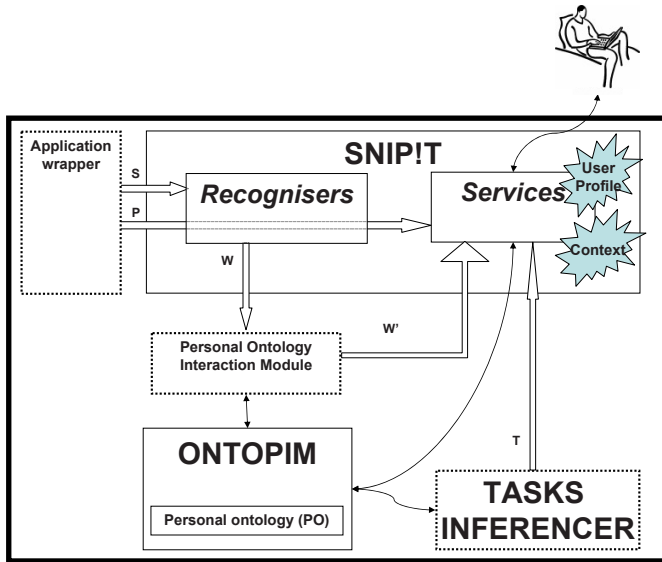 Application
wrapper
SNIP!T
S
P
Recognisers
Services
User
Profile
Context
W
W'
Personal Ontology
Interaction Module
ONTOPIM
Personal ontology (PO)
T
TASKS
INFERENCER